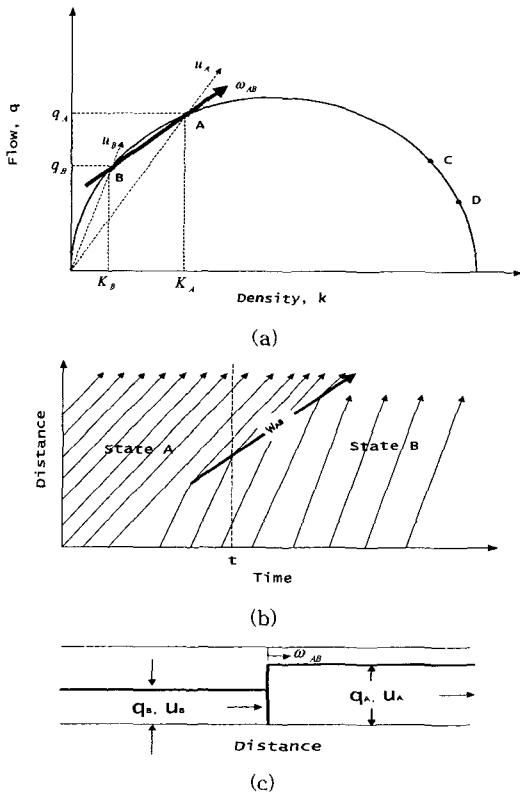 Flow, q
u_A
ω_AB
q_A
A
u_B
q_B
B
C
D
K_B
K_A
Density, k
(a)
Distance
State A
W_AB
State B
t
Time
(b)
ω_AB
q_B, u_B
q_A, u_A
Distance
(c)